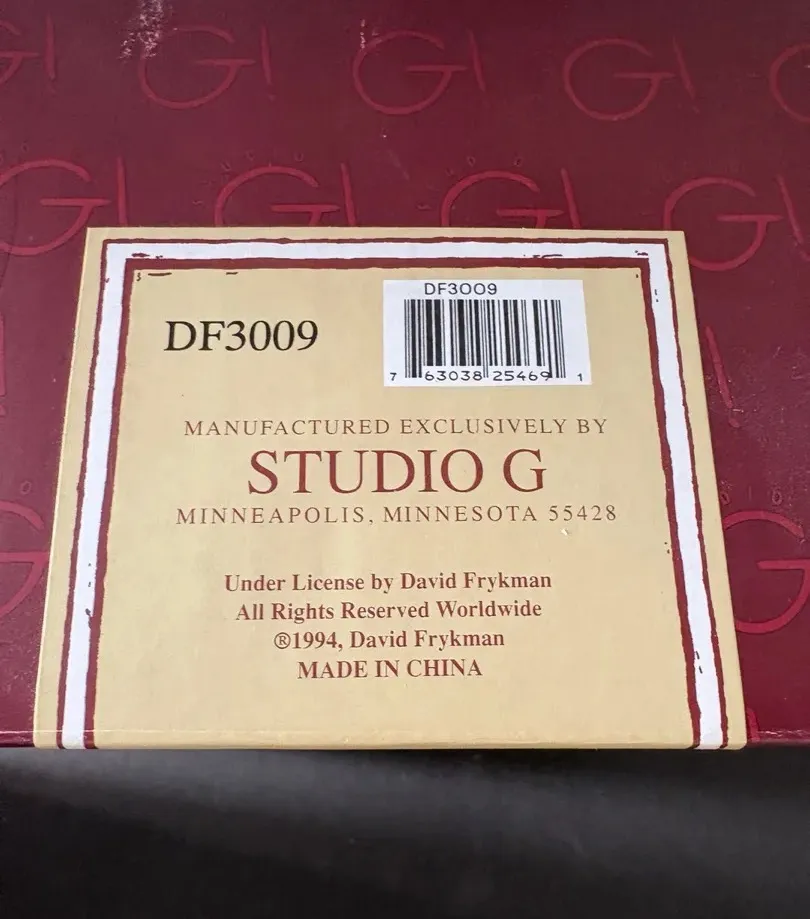 G! G! G! G! G
G! G! G! G!
DF3009
DF3009
7 63038 25469 1
MANUFACTURED EXCLUSIVELY BY
STUDIO G
MINNEAPOLIS, MINNESOTA 55428
Under License by David Frykman
All Rights Reserved Worldwide
®1994, David Frykman
MADE IN CHINA